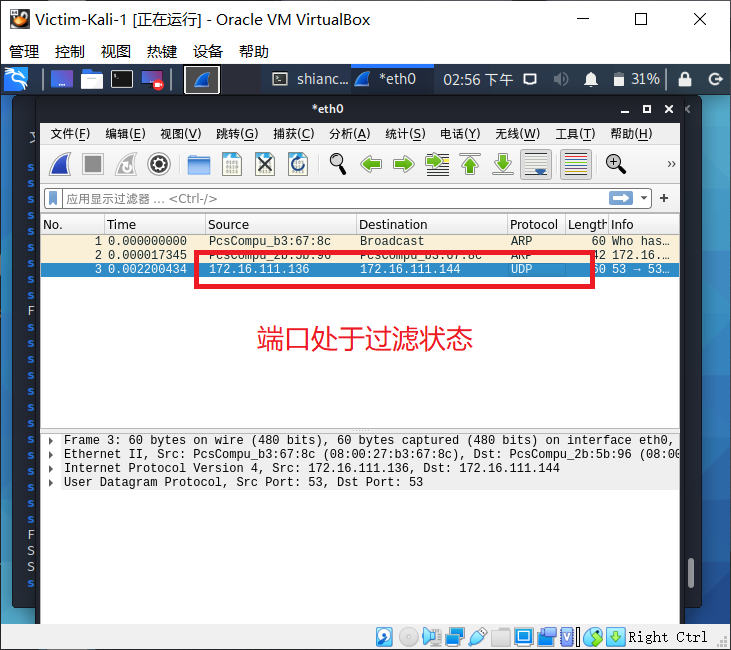 Victim-Kali-1 [正在运行] - Oracle VM VirtualBox
管理 控制 视图 热键 设备 帮助
shianc... *eth0 02:56 下午 31%
*eth0
文件(F) 编辑(E) 视图(V) 跳转(G) 捕获(C) 分析(A) 统计(S) 电话(Y) 无线(W) 工具(T) 帮助(H)
应用显示过滤器 … <Ctrl-/>
No. Time Source Destination Protocol Length Info
1 0.000000000 PcsCompu_b3:67:8c Broadcast ARP 60 Who has…
2 0.000017345 PcsCompu_2b:5b:96 PcsCompu_b3:67:8c ARP 42 172.16.…
3 0.002200434 172.16.111.136 172.16.111.144 UDP 60 53 → 53…
端口处于过滤状态
Frame 3: 60 bytes on wire (480 bits), 60 bytes captured (480 bits) on interface eth0,
Ethernet II, Src: PcsCompu_b3:67:8c (08:00:27:b3:67:8c), Dst: PcsCompu_2b:5b:96 (08:00
Internet Protocol Version 4, Src: 172.16.111.136, Dst: 172.16.111.144
User Datagram Protocol, Src Port: 53, Dst Port: 53
Right Ctrl